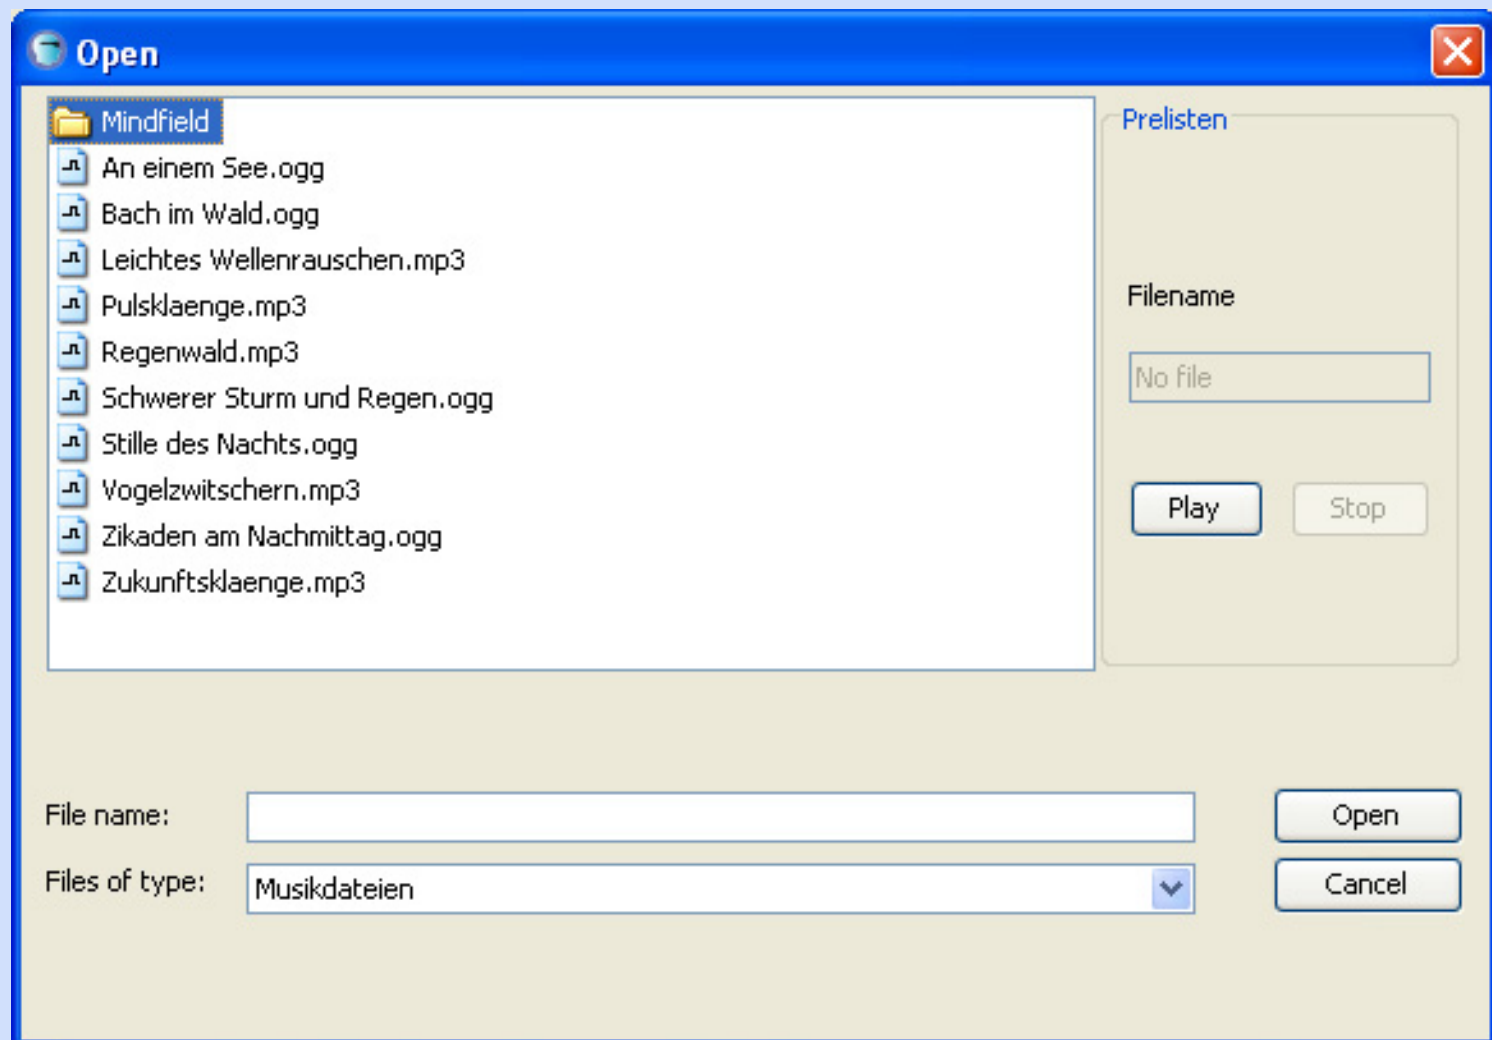 Open
Mindfield
An einem See.ogg
Bach im Wald.ogg
Leichtes Wellenrauschen.mp3
Pulsklaenge.mp3
Regenwald.mp3
Schwerer Sturm und Regen.ogg
Stille des Nachts.ogg
Vogelzwitschern.mp3
Zikaden am Nachmittag.ogg
Zukunftsklaenge.mp3
Prelisten
Filename
No file
Play Stop
File name:
Open
Files of type: Musikdateien
Cancel